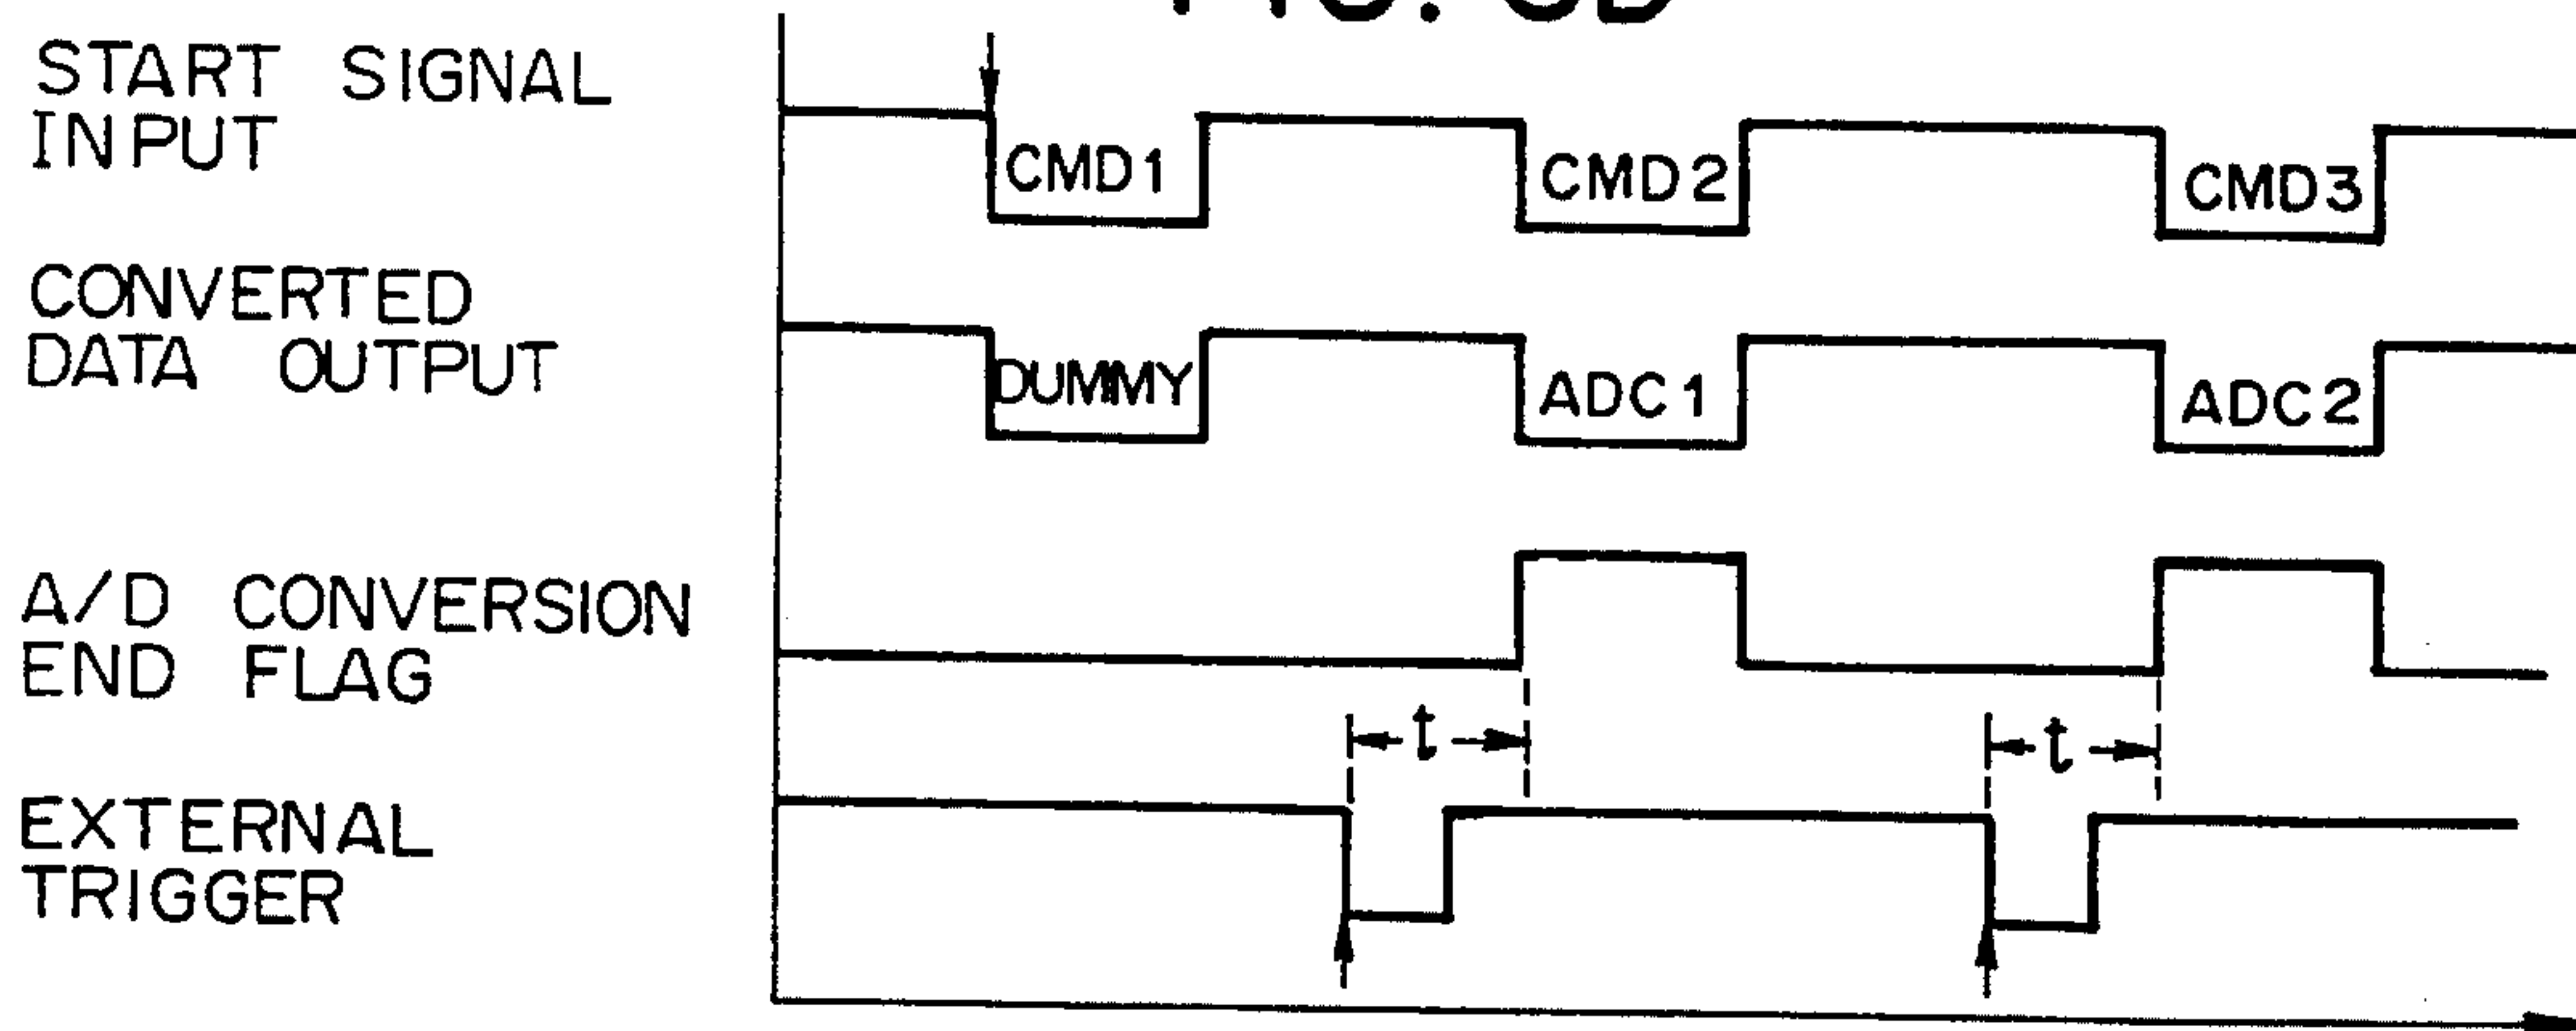 START SIGNAL
INPUT
CMD1
CMD2
CMD3
CONVERTED
DATA OUTPUT
DUMMY
ADC1
ADC2
A/D CONVERSION
END FLAG
t
t
EXTERNAL
TRIGGER